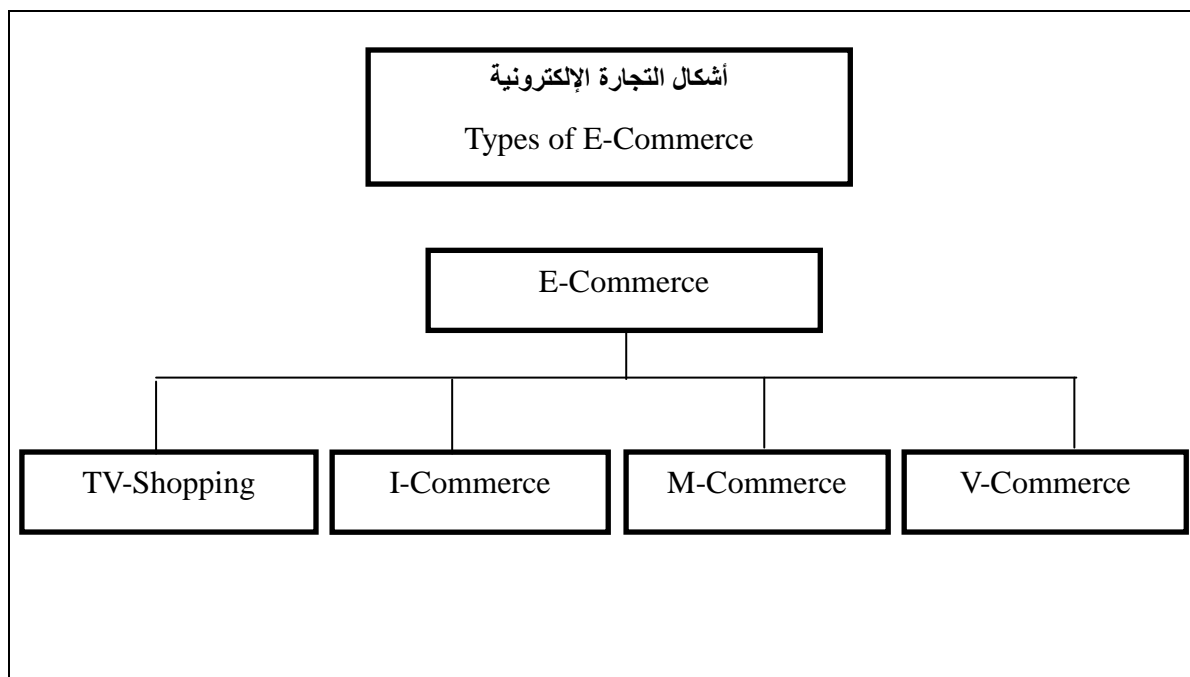 أشكال التجارة الإلكترونية
Types of E-Commerce
E-Commerce
TV-Shopping
I-Commerce
M-Commerce
V-Commerce